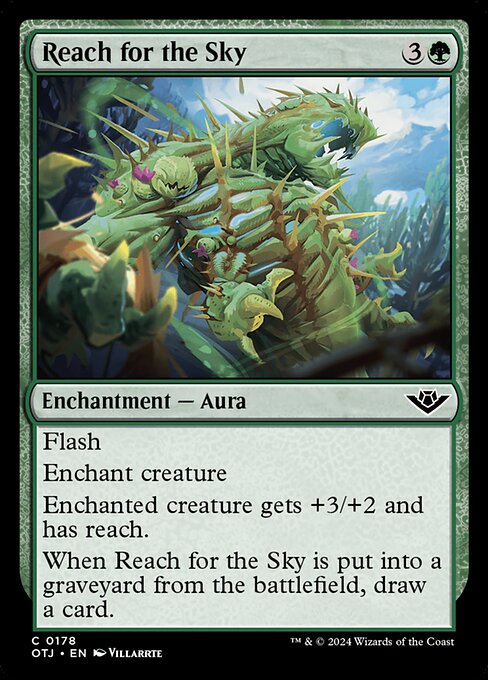 Reach for the Sky 3
Enchantment — Aura
Flash
Enchant creature
Enchanted creature gets +3/+2 and
has reach.
When Reach for the Sky is put into a
graveyard from the battlefield, draw
a card.
C 0178
OTJ • EN VILLARRTE
™ & © 2024 Wizards of the Coast